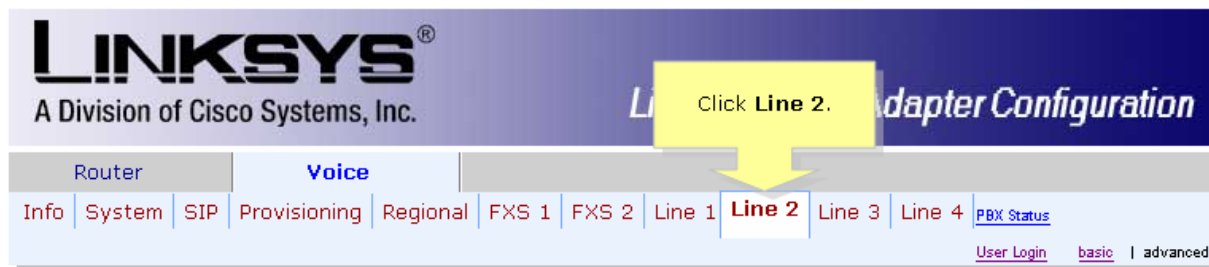 LINKSYS®
A Division of Cisco Systems, Inc.
Li
Click Line 2.
dapter Configuration
Router Voice
Info System SIP Provisioning Regional FXS 1 FXS 2 Line 1 Line 2 Line 3 Line 4 PBX Status
User Login basic | advanced